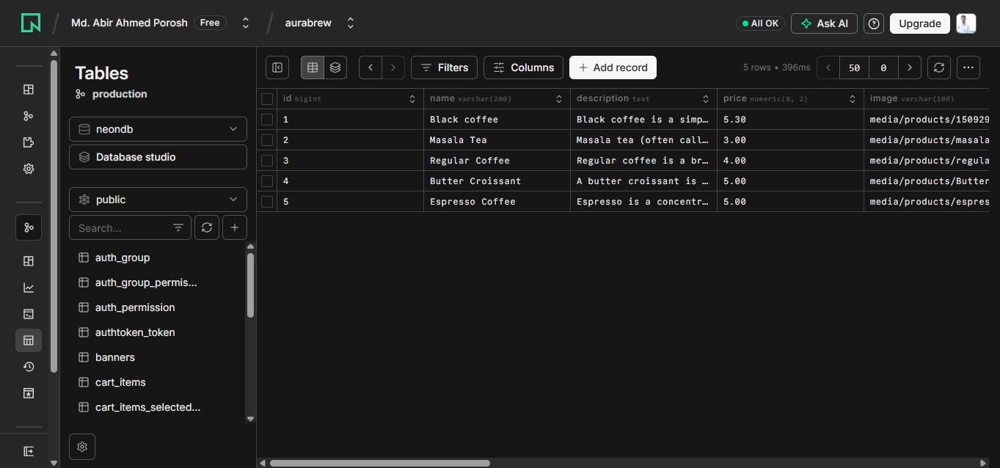 Md. Abir Ahmed Porosh Free aurabrew All OK Ask AI Upgrade
Tables
production
neondb
Database studio
public
Search...
auth_group
auth_group_permis...
auth_permission
authtoken_token
banners
cart_items
cart_items_selected...
Filters Columns Add record 5 rows • 396ms 50 0
id bigint name varchar(200) description text price numeric(8, 2) image varchar(100)
1 Black coffee Black coffee is a simp… 5.30 media/products/150929
2 Masala Tea Masala tea (often call… 3.00 media/products/masala
3 Regular Coffee Regular coffee is a br… 4.00 media/products/regula
4 Butter Croissant A butter croissant is … 5.00 media/products/Butter
5 Espresso Coffee Espresso is a concentr… 5.00 media/products/espres